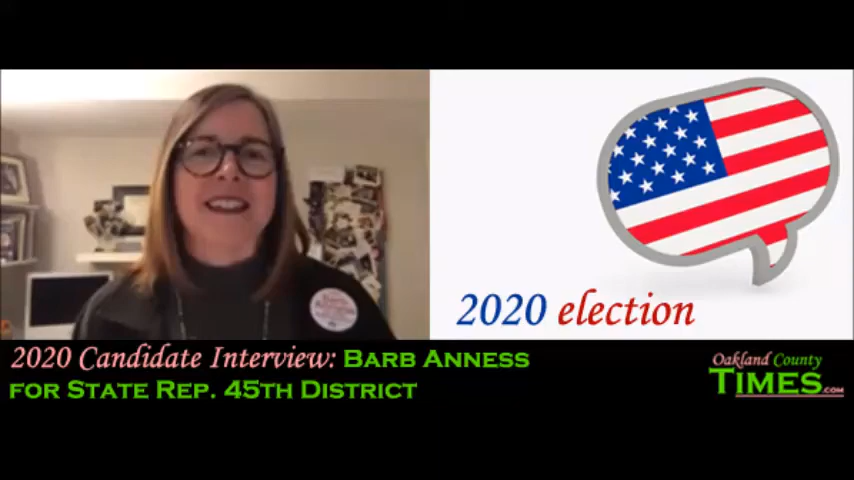 2020 election
2020 Candidate Interview: BARB ANNESS
FOR STATE REP. 45TH DISTRICT
Oakland County
TIMES.COM